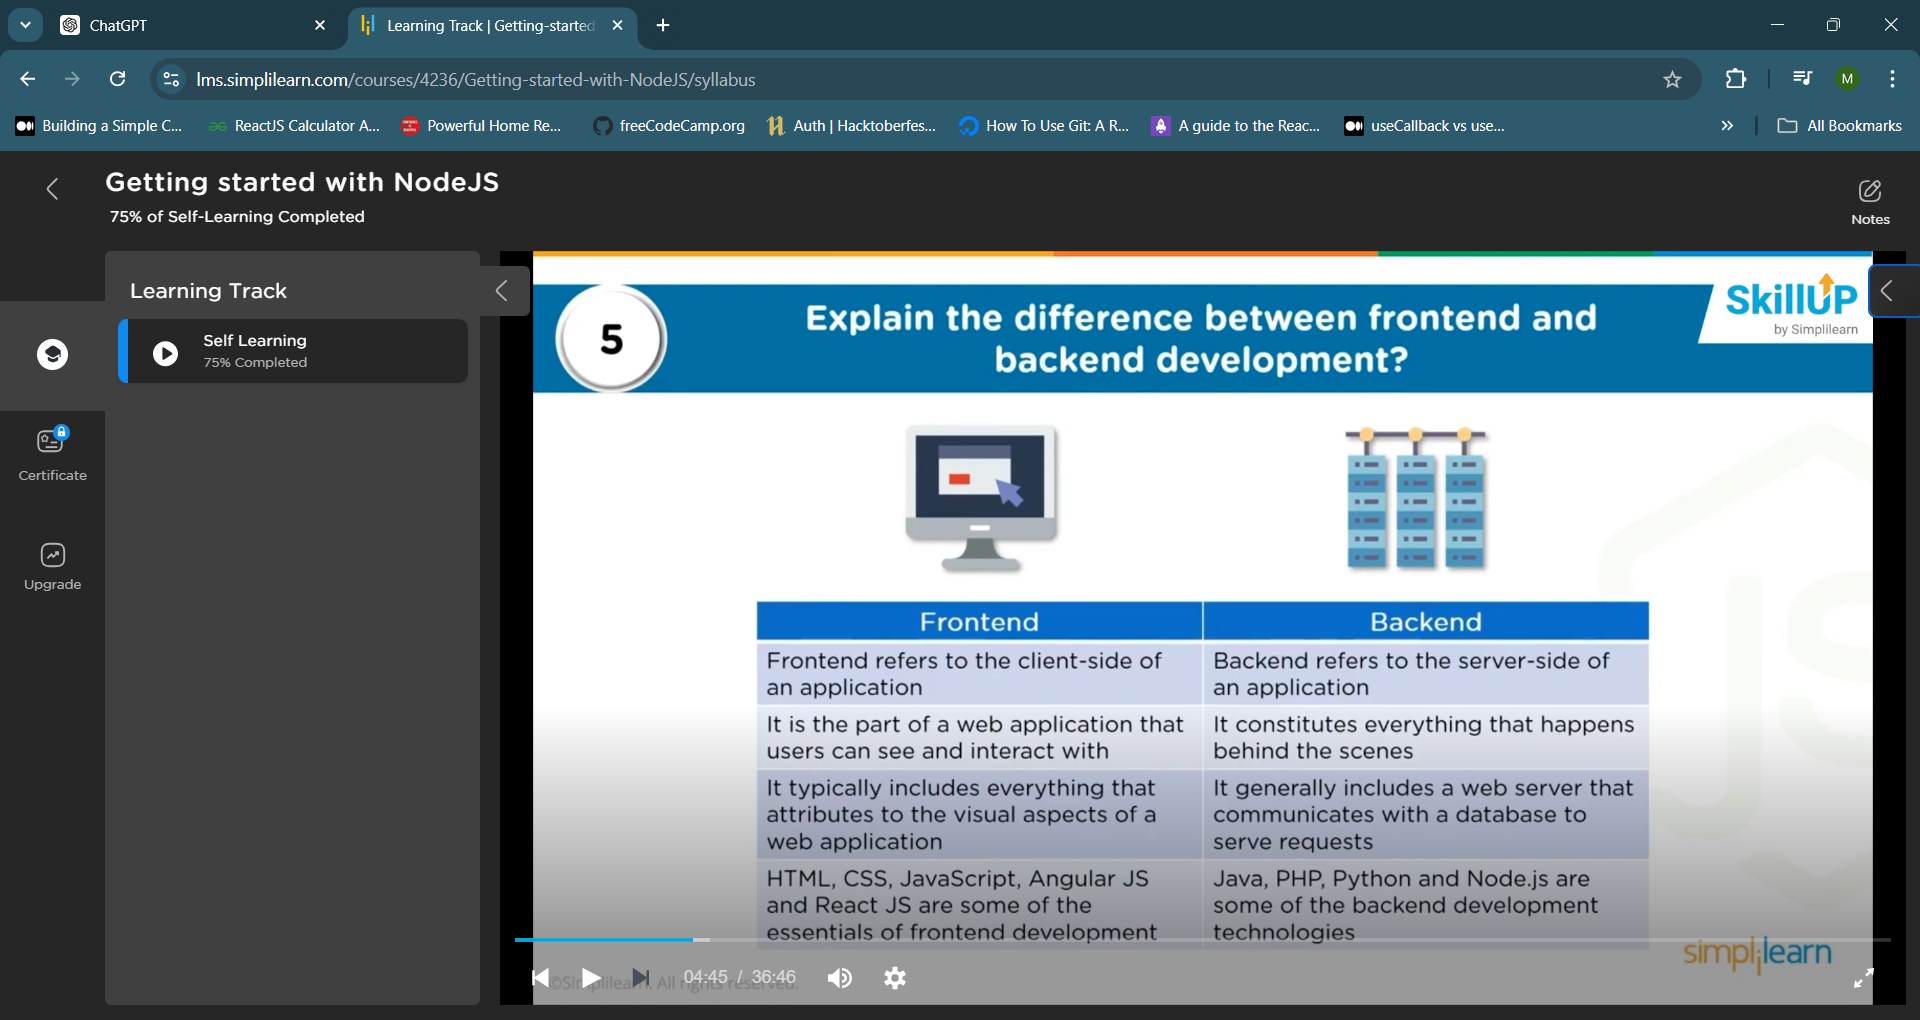 ChatGPT
Learning Track | Getting-started
lms.simplilearn.com/courses/4236/Getting-started-with-NodeJS/syllabus
M
Building a Simple C...
ReactJS Calculator A...
Powerful Home Re...
freeCodeCamp.org
Auth | Hacktoberfes...
How To Use Git: A R...
A guide to the Reac...
useCallback vs use...
All Bookmarks
Getting started with NodeJS
75% of Self-Learning Completed
Notes
Learning Track
Self Learning
75% Completed
Certificate
Upgrade
5
Explain the difference between frontend and
backend development?
SkillUP
by Simplilearn
Frontend
Backend
Frontend refers to the client-side of
an application
Backend refers to the server-side of
an application
It is the part of a web application that
users can see and interact with
It constitutes everything that happens
behind the scenes
It typically includes everything that
attributes to the visual aspects of a
web application
It generally includes a web server that
communicates with a database to
serve requests
HTML, CSS, JavaScript, Angular JS
and React JS are some of the
essentials of frontend development
Java, PHP, Python and Node.js are
some of the backend development
technologies
JS
simplilearn
©Simplilearn. All rights reserved.
04:45 / 36:46